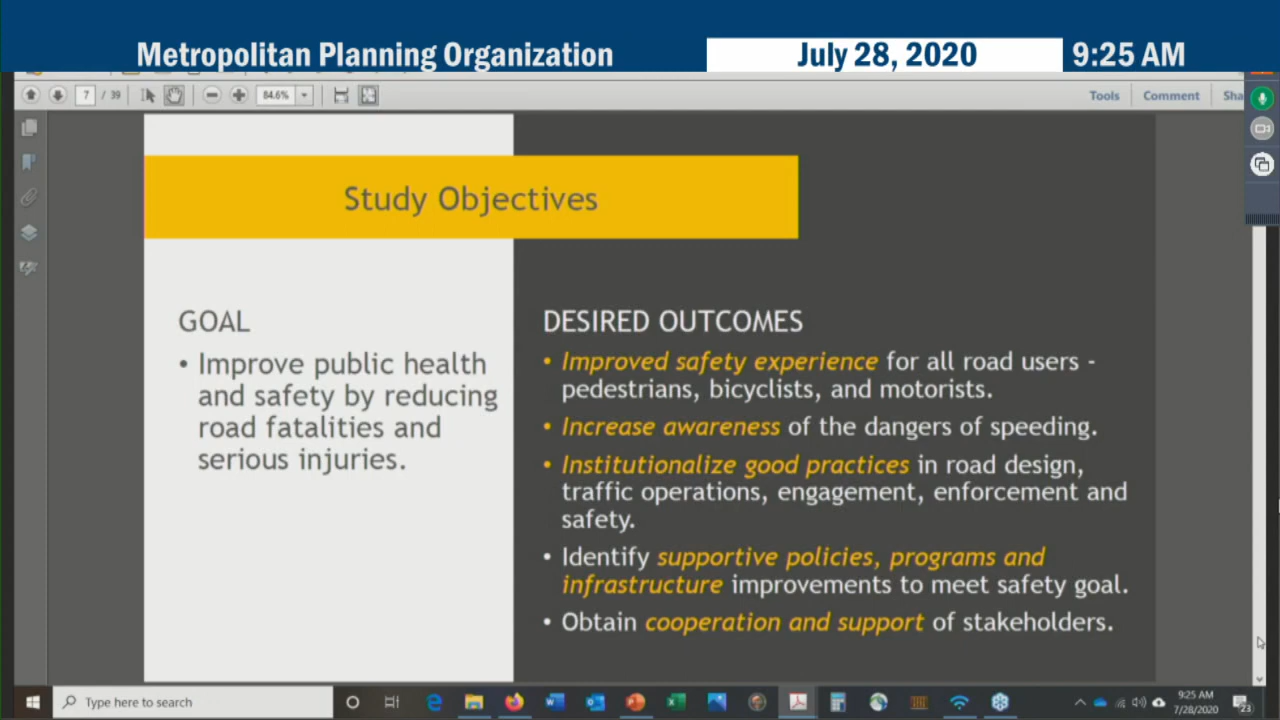 Metropolitan Planning Organization
July 28, 2020
9:25 AM
7 / 39
84.6%
Tools
Comment
Sha
Study Objectives
GOAL
• Improve public health
and safety by reducing
road fatalities and
serious injuries.
DESIRED OUTCOMES
• Improved safety experience for all road users -
pedestrians, bicyclists, and motorists.
• Increase awareness of the dangers of speeding.
• Institutionalize good practices in road design,
traffic operations, engagement, enforcement and
safety.
• Identify supportive policies, programs and
infrastructure improvements to meet safety goal.
• Obtain cooperation and support of stakeholders.
Type here to search
9:25 AM
7/28/2020
23